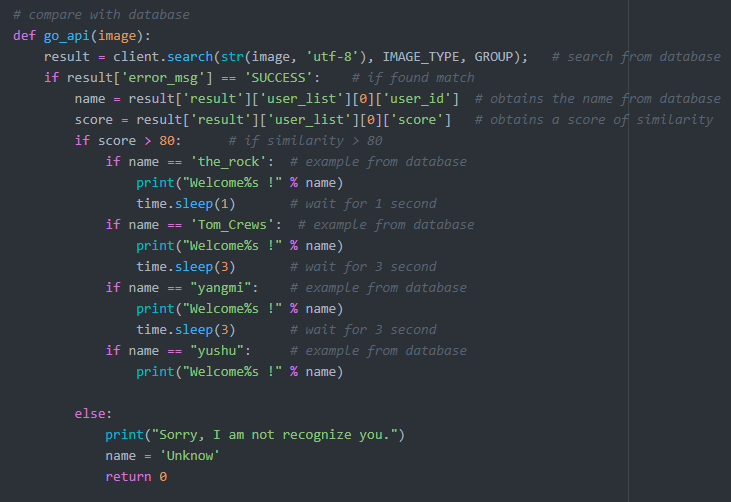 # compare with database
def go_api(image):
    result = client.search(str(image, 'utf-8'), IMAGE_TYPE, GROUP);   # search from database
    if result['error_msg'] == 'SUCCESS':    # if found match
        name = result['result']['user_list'][0]['user_id']  # obtains the name from database
        score = result['result']['user_list'][0]['score']   # obtains a score of similarity
        if score > 80:      # if similarity > 80
            if name == 'the_rock':  # example from database
                print("Welcome%s !" % name)
                time.sleep(1)       # wait for 1 second
            if name == 'Tom_Crews':  # example from database
                print("Welcome%s !" % name)
                time.sleep(3)       # wait for 3 second
            if name == "yangmi":    # example from database
                print("Welcome%s !" % name)
                time.sleep(3)       # wait for 3 second
            if name == "yushu":     # example from database
                print("Welcome%s !" % name)
        else:
            print("Sorry, I am not recognize you.")
            name = 'Unknow'
            return 0